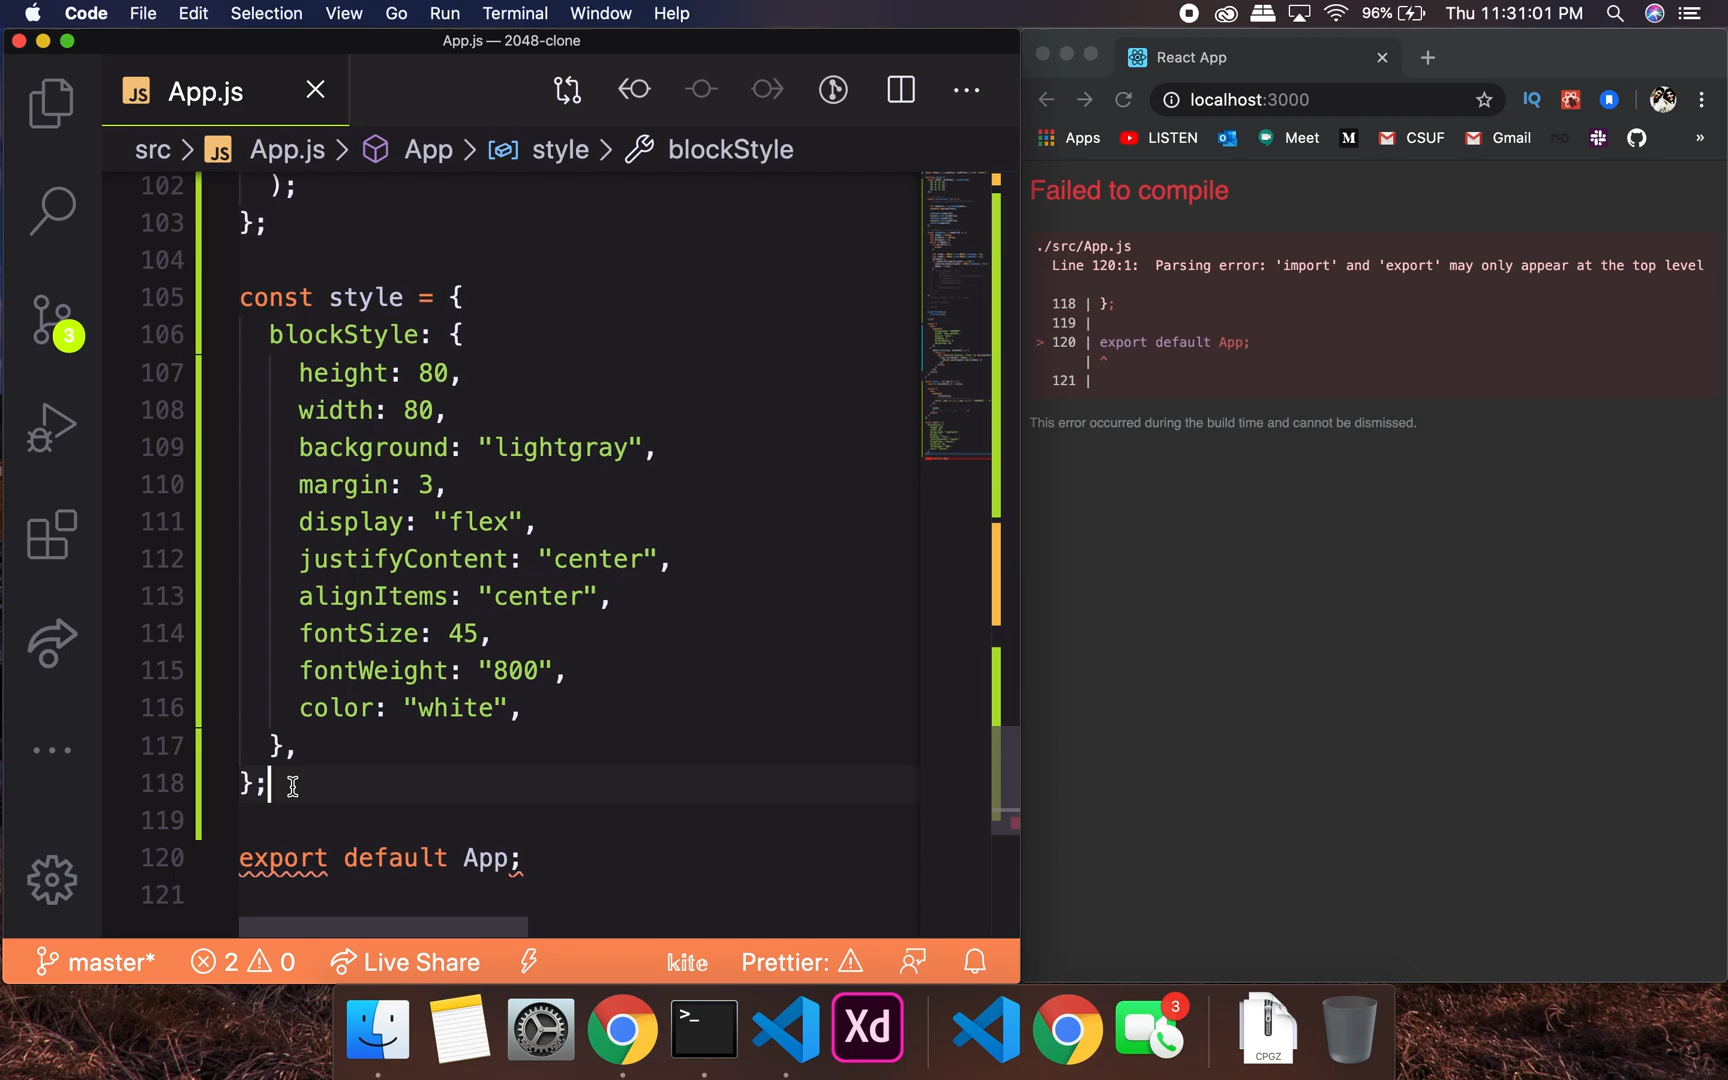 Code File Edit Selection View Go Run Terminal Window Help 96% Thu 11:31:01 PM
App.js — 2048-clone
JS App.js
src > JS App.js > App > style > blockStyle
102 );
103 };
104
105 const style = {
106 blockStyle: {
107 height: 80,
108 width: 80,
109 background: "lightgray",
110 margin: 3,
111 display: "flex",
112 justifyContent: "center",
113 alignItems: "center",
114 fontSize: 45,
115 fontWeight: "800",
116 color: "white",
117 },
118 };
119
120 export default App;
121
3
master* 2 0 Live Share kite Prettier:
React App
localhost:3000 IQ
Apps LISTEN Meet M CSUF Gmail »
Failed to compile
./src/App.js
Line 120:1: Parsing error: 'import' and 'export' may only appear at the top level
118 | };
119 |
> 120 | export default App;
| ^
121 |
This error occurred during the build time and cannot be dismissed.
>_ Xd 3 CPGZ